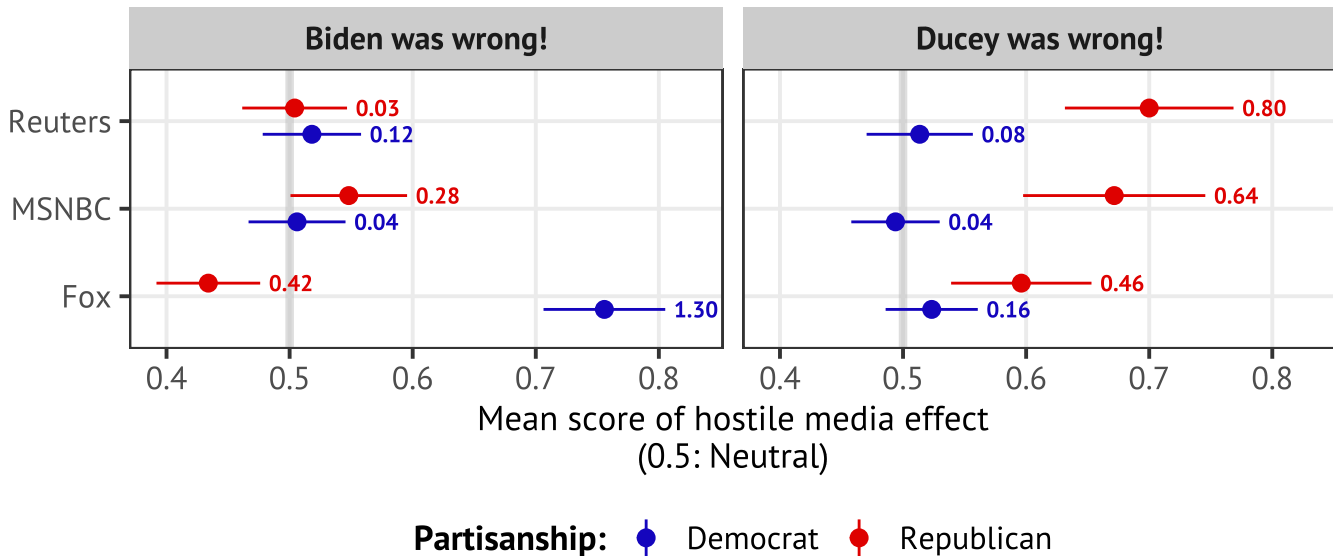 Biden was wrong!
Ducey was wrong!
Reuters
0.03
0.12
0.80
0.08
MSNBC
0.28
0.04
0.64
0.04
Fox
0.42
1.30
0.46
0.16
0.4 0.5 0.6 0.7 0.8
0.4 0.5 0.6 0.7 0.8
Mean score of hostile media effect
(0.5: Neutral)
Partisanship: Democrat Republican